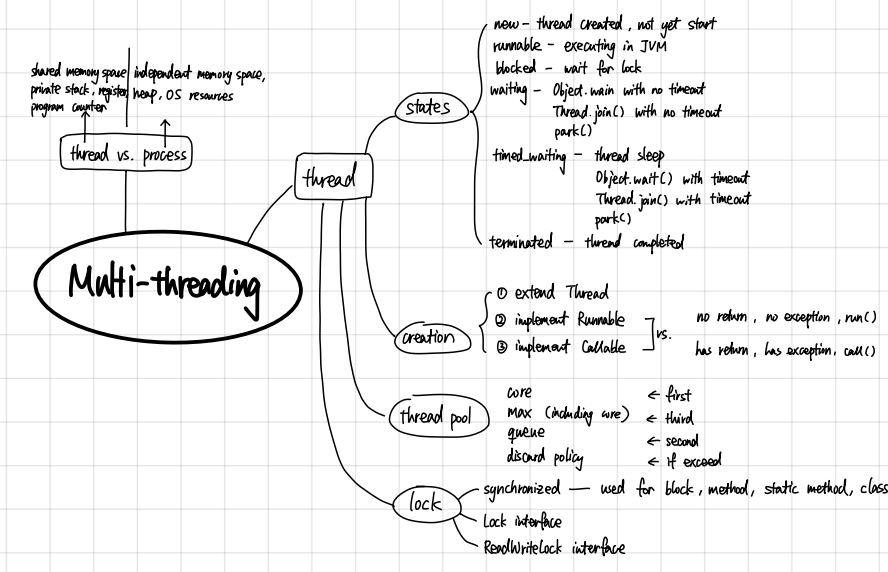 shared memory space
private stack, register
program counter
independent memory space,
heap, OS resources
thread vs. process
Multi-threading
thread
states
new - thread created, not yet start
runnable - executing in JVM
blocked - wait for lock
waiting - Object.wain with no timeout
Thread.join() with no timeout
park()
timed_waiting - thread sleep
Object.wait() with timeout
Thread.join() with timeout
park()
terminated - thread completed
creation
① extend Thread
② implement Runnable
③ implement Callable
vs.
no return, no exception, run()
has return, has exception, call()
thread pool
core ← first
max (including core) ← third
queue ← second
discard policy ← if exceed
lock
synchronized — used for block, method, static method, class
Lock interface
ReadWriteLock interface